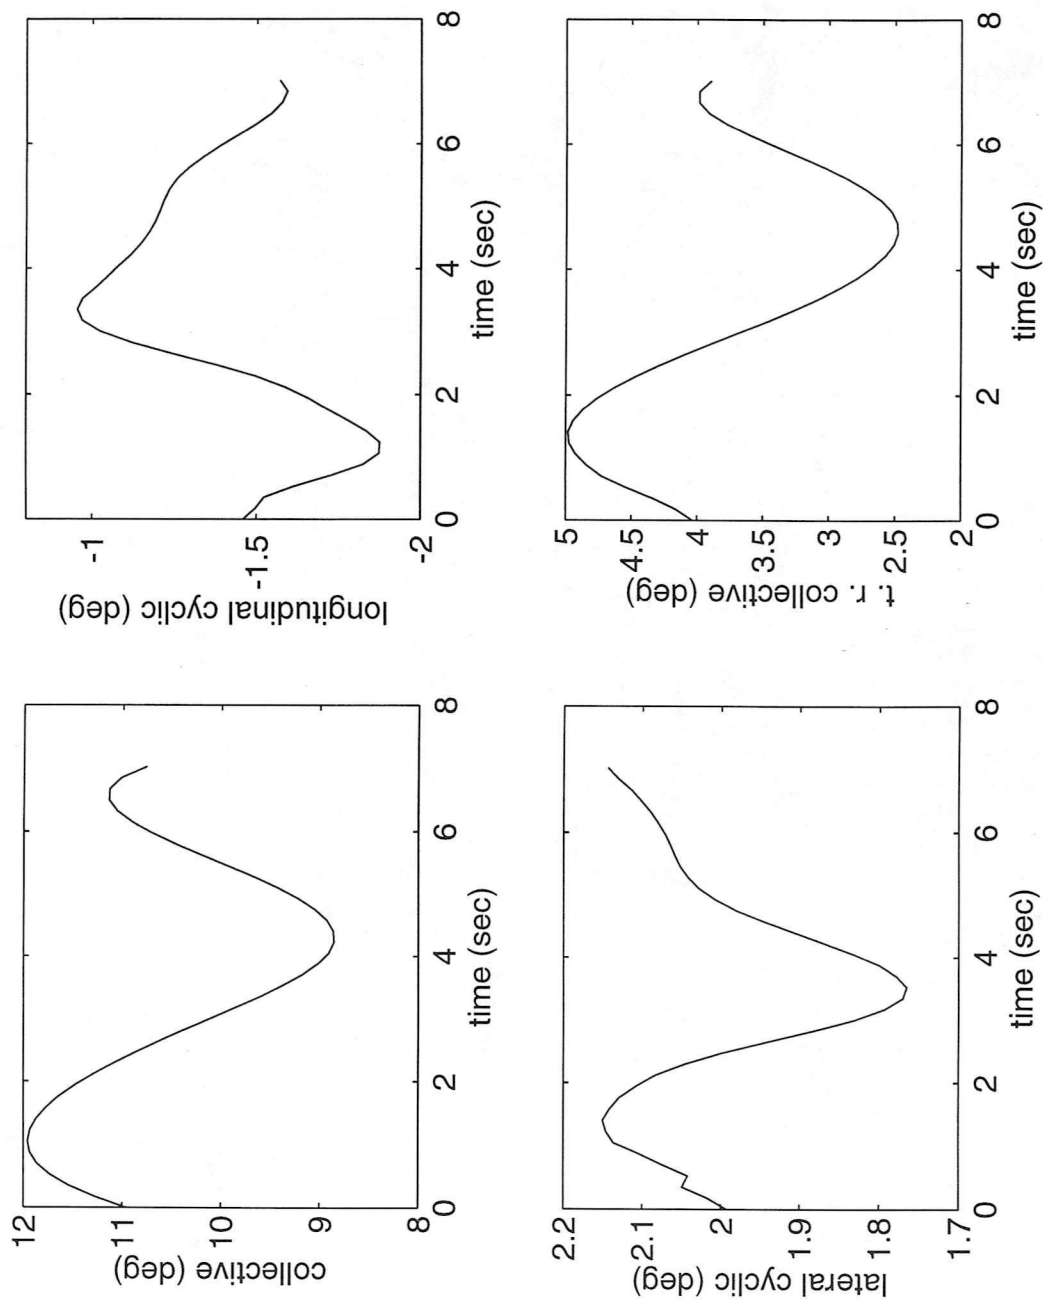 collective (deg)
12
11
10
9
8
0 2 4 6 8
time (sec)
longitudinal cyclic (deg)
-1
-1.5
-2
0 2 4 6 8
time (sec)
lateral cyclic (deg)
2.2
2.1
2
1.9
1.8
1.7
0 2 4 6 8
time (sec)
t. r. collective (deg)
5
4.5
4
3.5
3
2.5
2
0 2 4 6 8
time (sec)